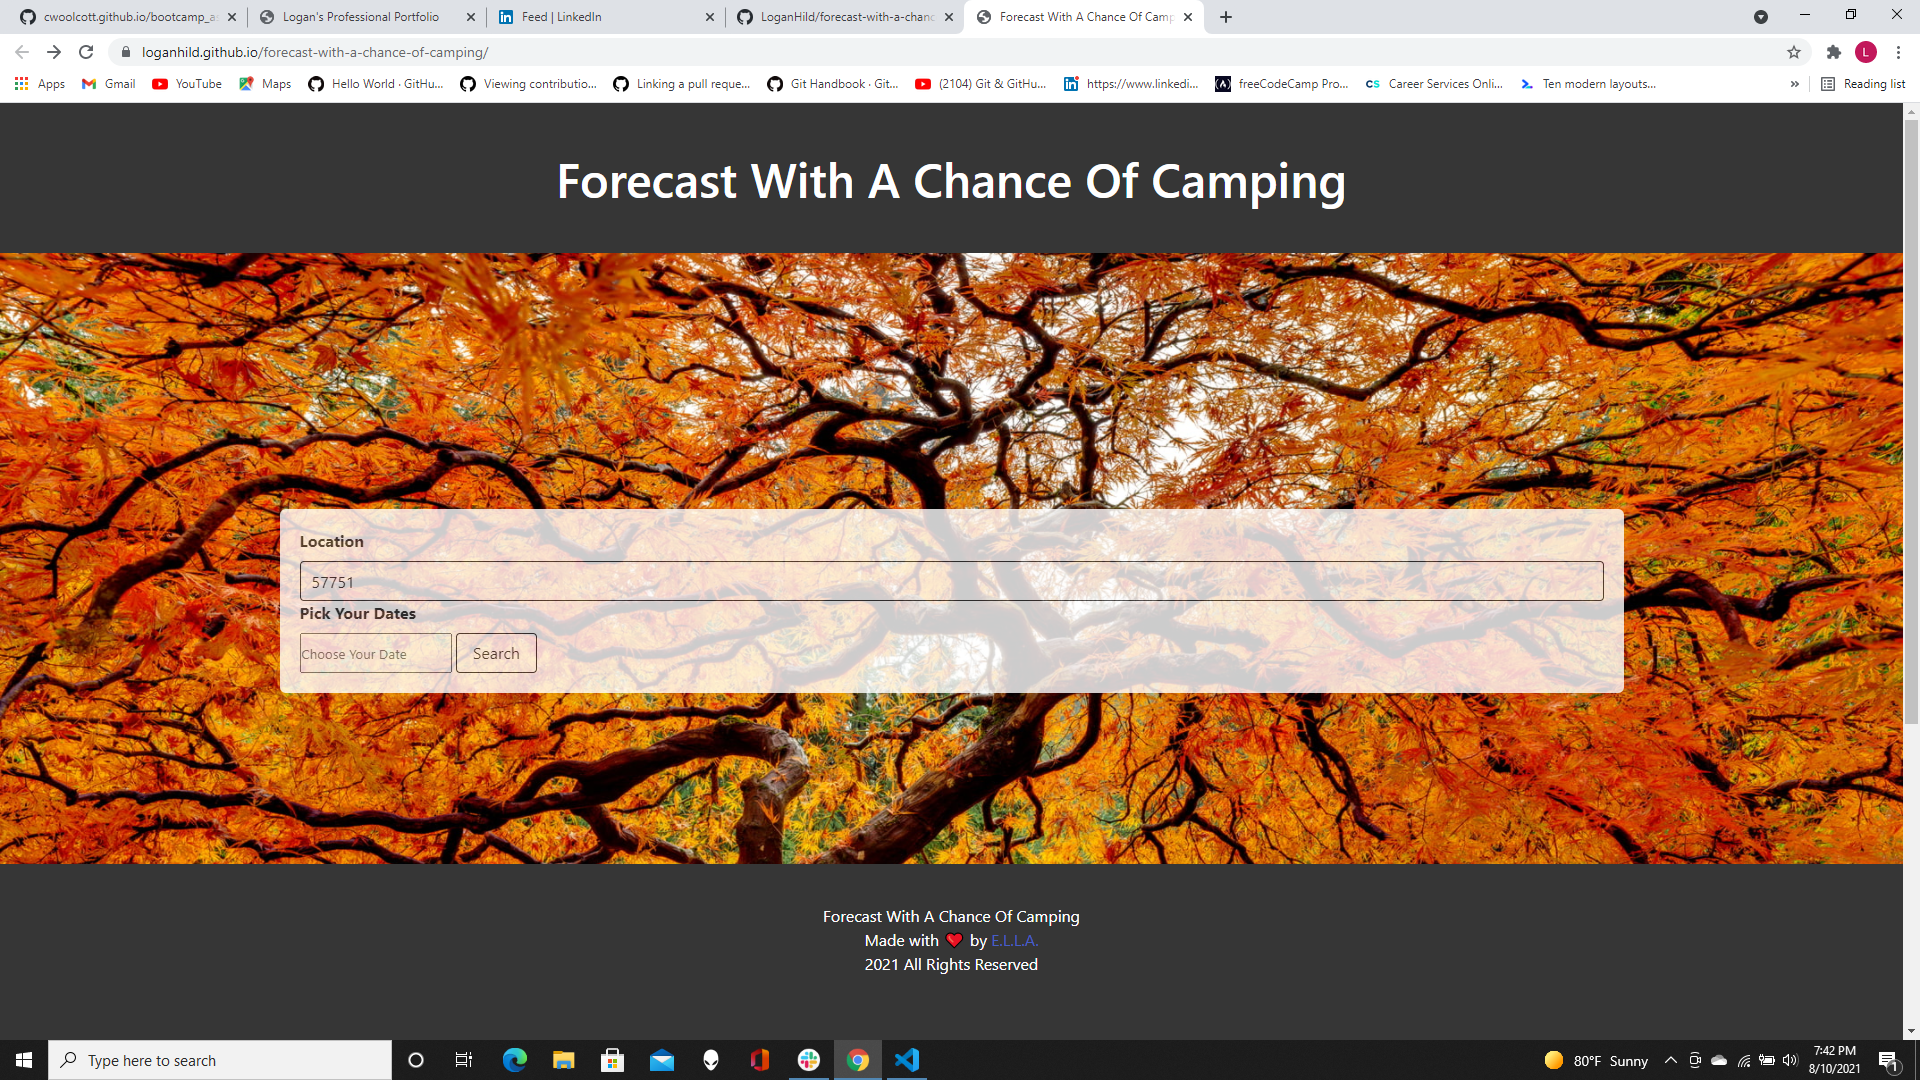 cwoolcott.github.io/bootcamp_as
Logan's Professional Portfolio
Feed | LinkedIn
LoganHild/forecast-with-a-chanc
Forecast With A Chance Of Camp
loganhild.github.io/forecast-with-a-chance-of-camping/
L
Apps
Gmail
YouTube
Maps
Hello World · GitHu...
Viewing contributio...
Linking a pull reque...
Git Handbook · Git...
(2104) Git & GitHu...
https://www.linkedi...
freeCodeCamp Pro...
CS Career Services Onli...
Ten modern layouts...
»
Reading list
Forecast With A Chance Of Camping
Location
57751
Pick Your Dates
Choose Your Date
Search
Forecast With A Chance Of Camping
Made with ❤ by E.L.L.A.
2021 All Rights Reserved
Type here to search
80°F Sunny
7:42 PM
8/10/2021
1